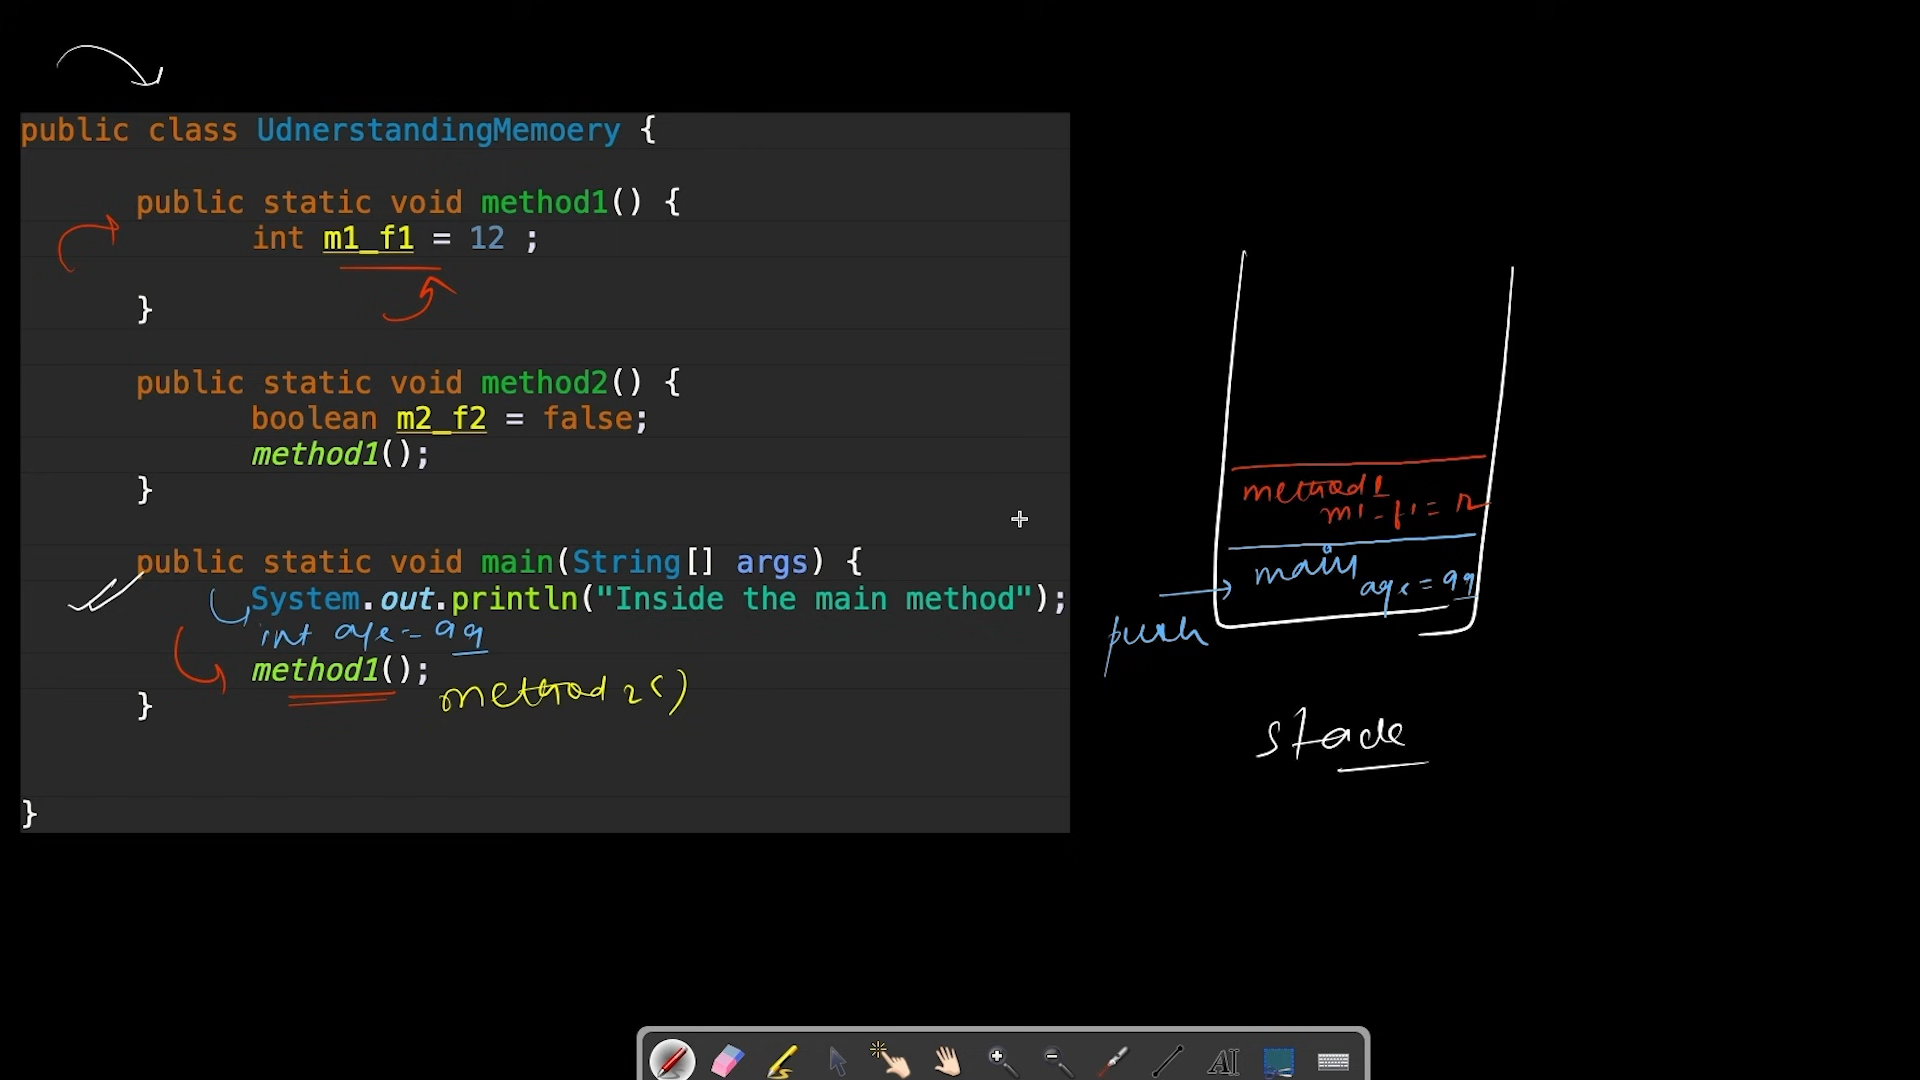 public class UdnerstandingMemoery {
public static void method1() {
int m1_f1 = 12 ;
}
public static void method2() {
boolean m2_f2 = false;
method1();
}
public static void main(String[] args) {
System.out.println("Inside the main method");
int age = 99
method1();
method2()
}
}
method1
m1_f1 = 12
main
age = 99
push
stack
AI